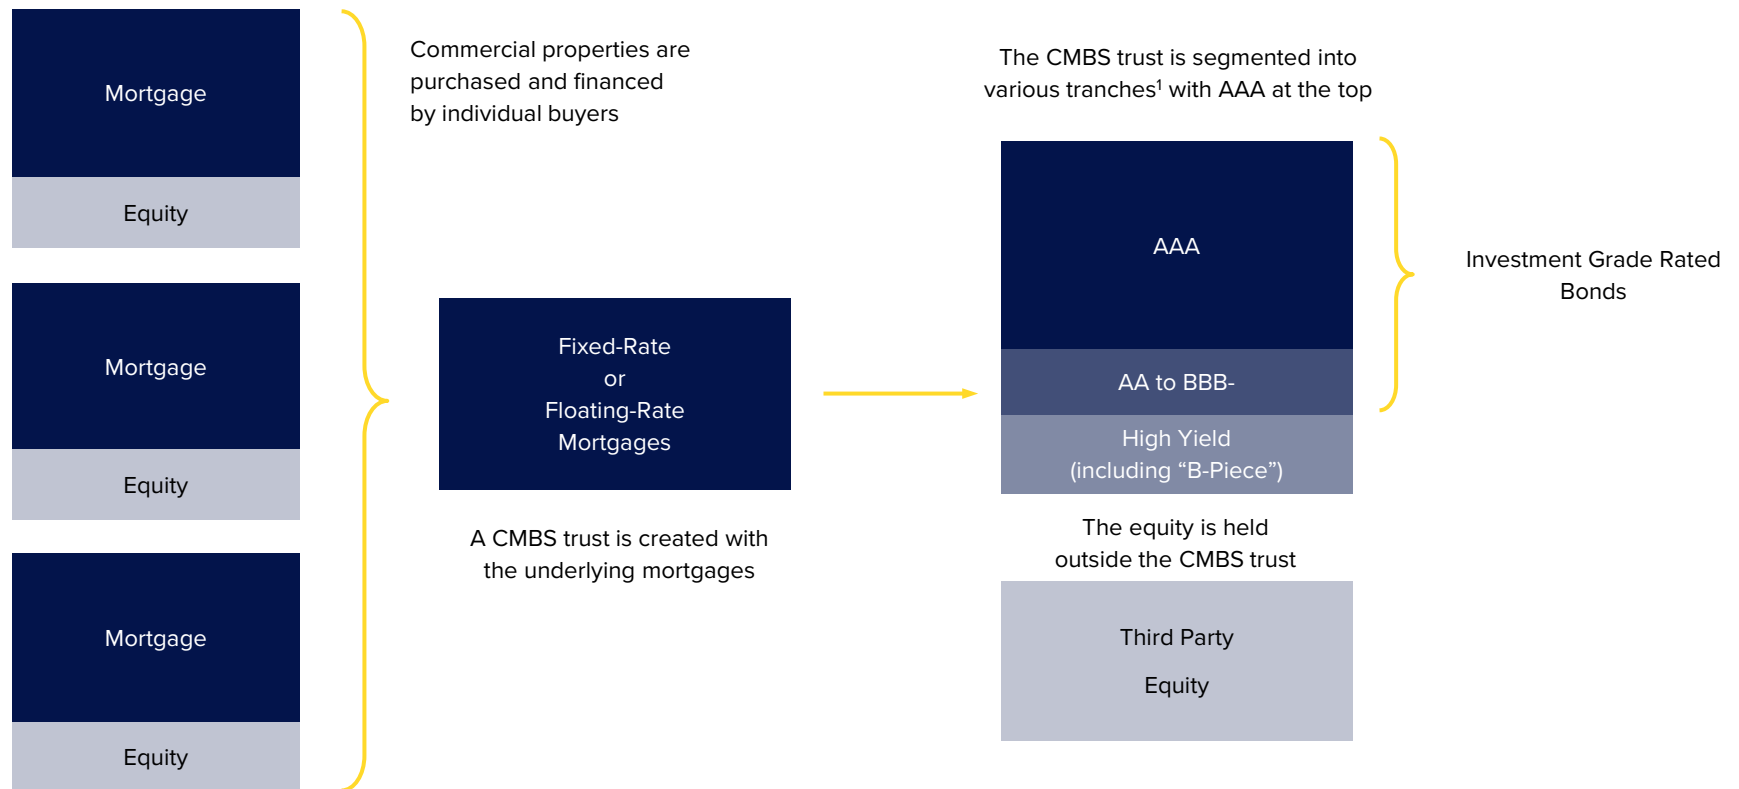 Mortgage
Equity
Mortgage
Equity
Mortgage
Equity
Commercial properties are
purchased and financed
by individual buyers
Fixed-Rate
or
Floating-Rate
Mortgages
A CMBS trust is created with
the underlying mortgages
The CMBS trust is segmented into
various tranches¹ with AAA at the top
AAA
AA to BBB-
High Yield
(including “B-Piece”)
Investment Grade Rated
Bonds
The equity is held
outside the CMBS trust
Third Party
Equity